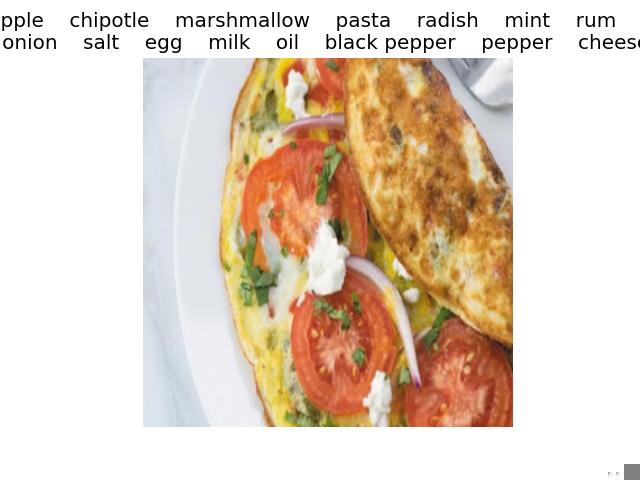 pple chipotle marshmallow pasta radish mint rum
onion salt egg milk oil black pepper pepper cheese